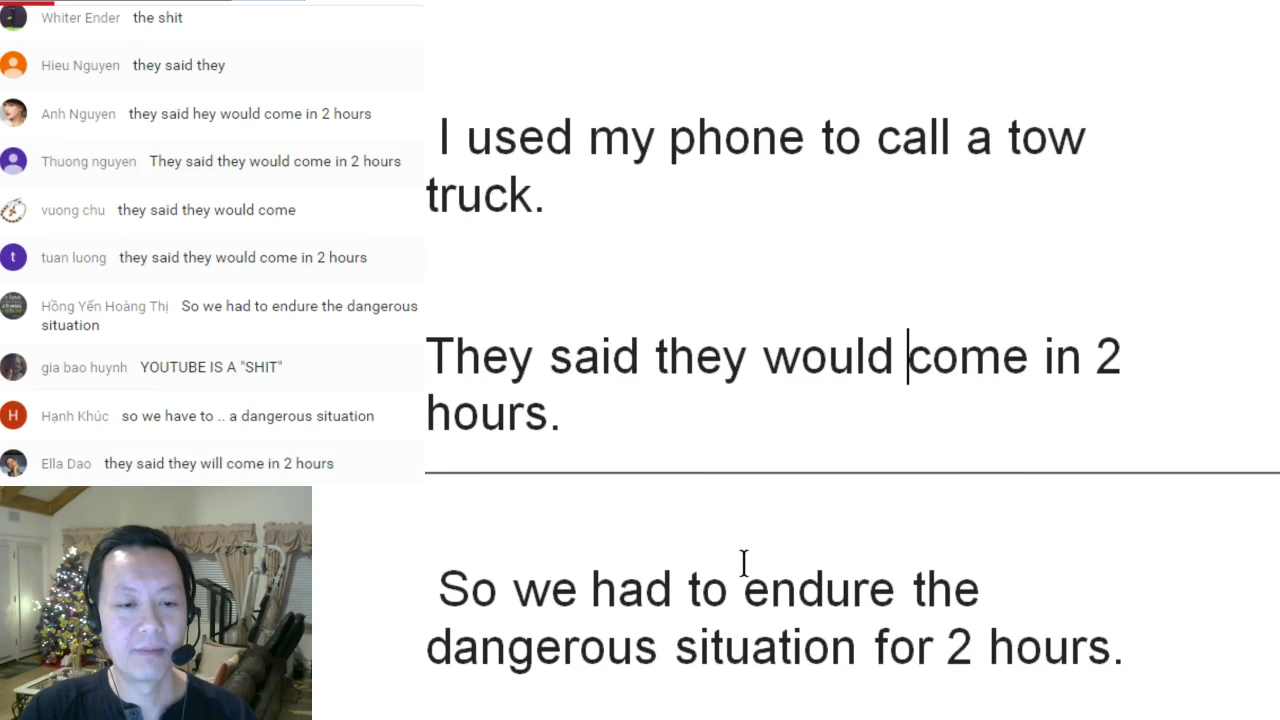 Whiter Ender the shit
Hieu Nguyen they said they
Anh Nguyen they said hey would come in 2 hours
Thuong nguyen They said they would come in 2 hours
vuong chu they said they would come
t
tuan luong they said they would come in 2 hours
Hồng Yến Hoàng Thị So we had to endure the dangerous
situation
gia bao huynh YOUTUBE IS A "SHIT"
H
Hạnh Khúc so we have to .. a dangerous situation
Ella Dao they said they will come in 2 hours
I used my phone to call a tow
truck.
They said they would come in 2
hours.
So we had to endure the
dangerous situation for 2 hours.